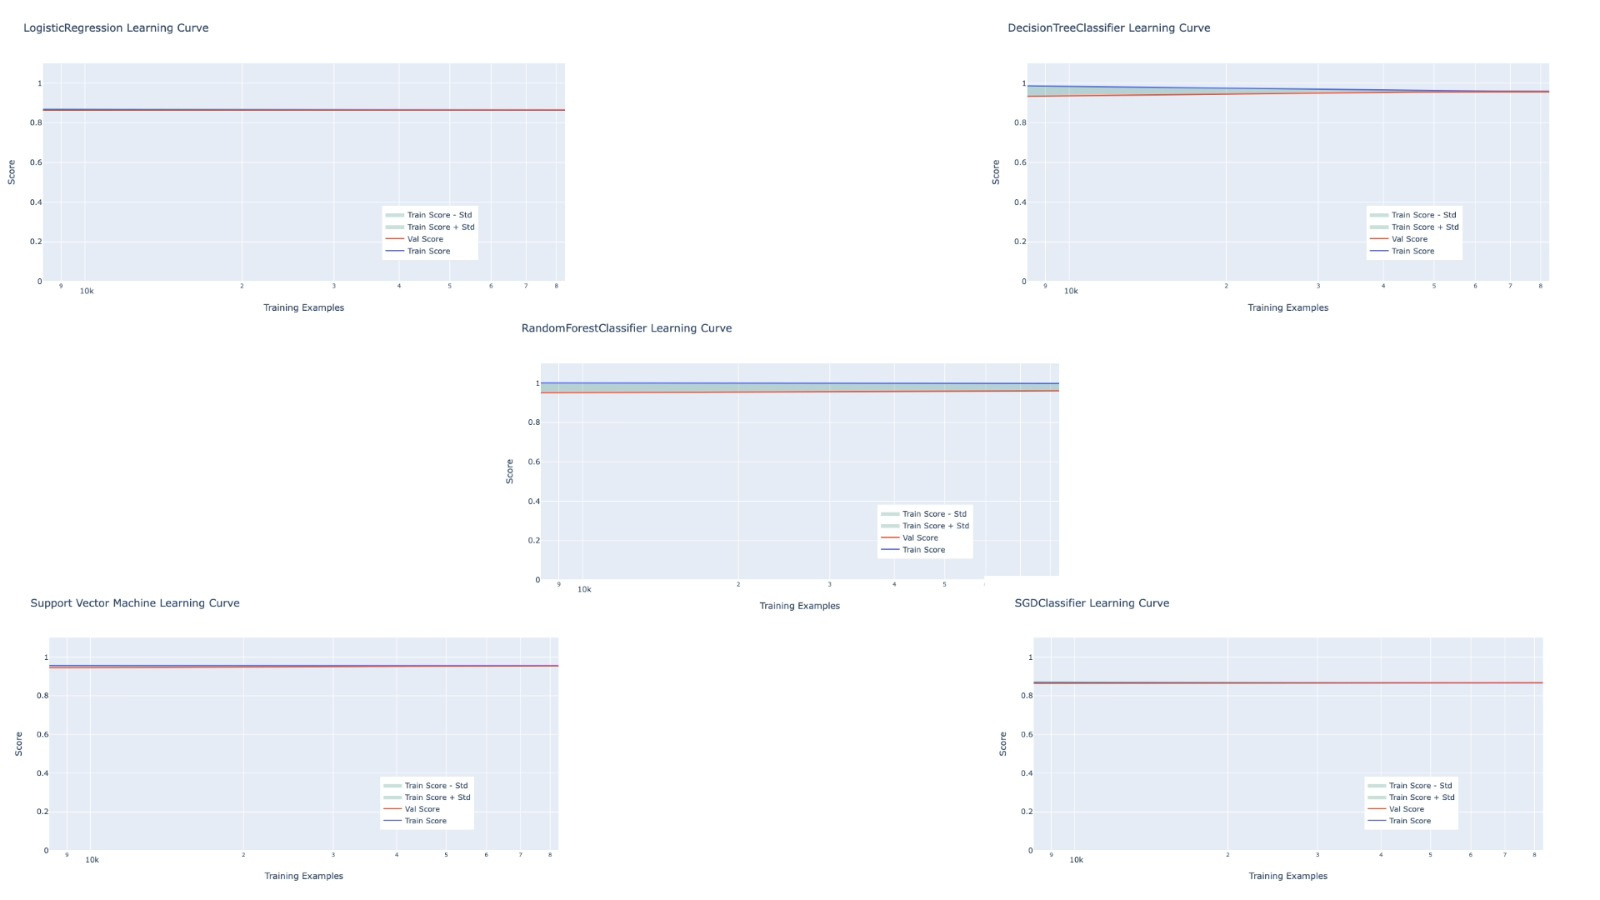 LogisticRegression Learning Curve
1
0.8
0.6
0.4
0.2
0
Score
Train Score - Std
Train Score + Std
Val Score
Train Score
9 10k 2 3 4 5 6 7 8
Training Examples
DecisionTreeClassifier Learning Curve
1
0.8
0.6
0.4
0.2
0
Score
Train Score - Std
Train Score + Std
Val Score
Train Score
9 10k 2 3 4 5 6 7 8
Training Examples
RandomForestClassifier Learning Curve
1
0.8
0.6
0.4
0.2
0
Score
Train Score - Std
Train Score + Std
Val Score
Train Score
9 10k 2 3 4 5
Training Examples
Support Vector Machine Learning Curve
1
0.8
0.6
0.4
0.2
0
Score
Train Score - Std
Train Score + Std
Val Score
Train Score
9 10k 2 3 4 5 6 7 8
Training Examples
SGDClassifier Learning Curve
1
0.8
0.6
0.4
0.2
0
Score
Train Score - Std
Train Score + Std
Val Score
Train Score
9 10k 2 3 4 5 6 7 8
Training Examples